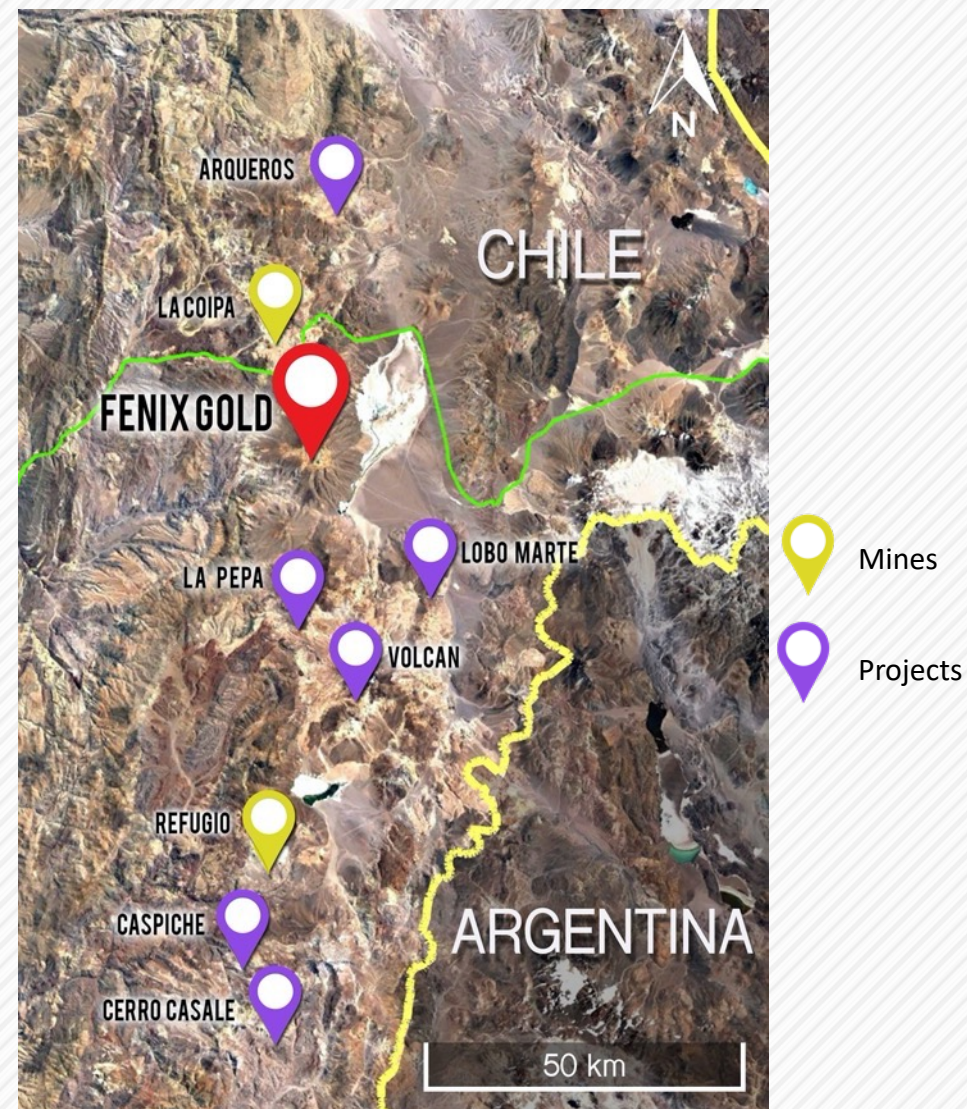 N
ARQUEROS
CHILE
LA COIPA
FENIX GOLD
LOBO MARTE
LA PEPA
VOLCAN
Mines
Projects
REFUGIO
CASPICHE
ARGENTINA
CERRO CASALE
50 km